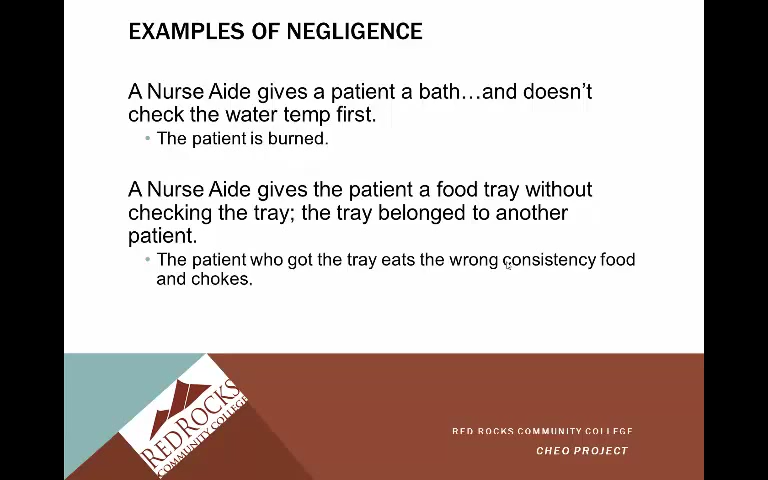 EXAMPLES OF NEGLIGENCE
A Nurse Aide gives a patient a bath…and doesn't
check the water temp first.
• The patient is burned.
A Nurse Aide gives the patient a food tray without
checking the tray; the tray belonged to another
patient.
• The patient who got the tray eats the wrong consistency food
and chokes.
RED ROCKS
COMMUNITY COLLEGE
RED ROCKS COMMUNITY COLLEGE
CHEO PROJECT